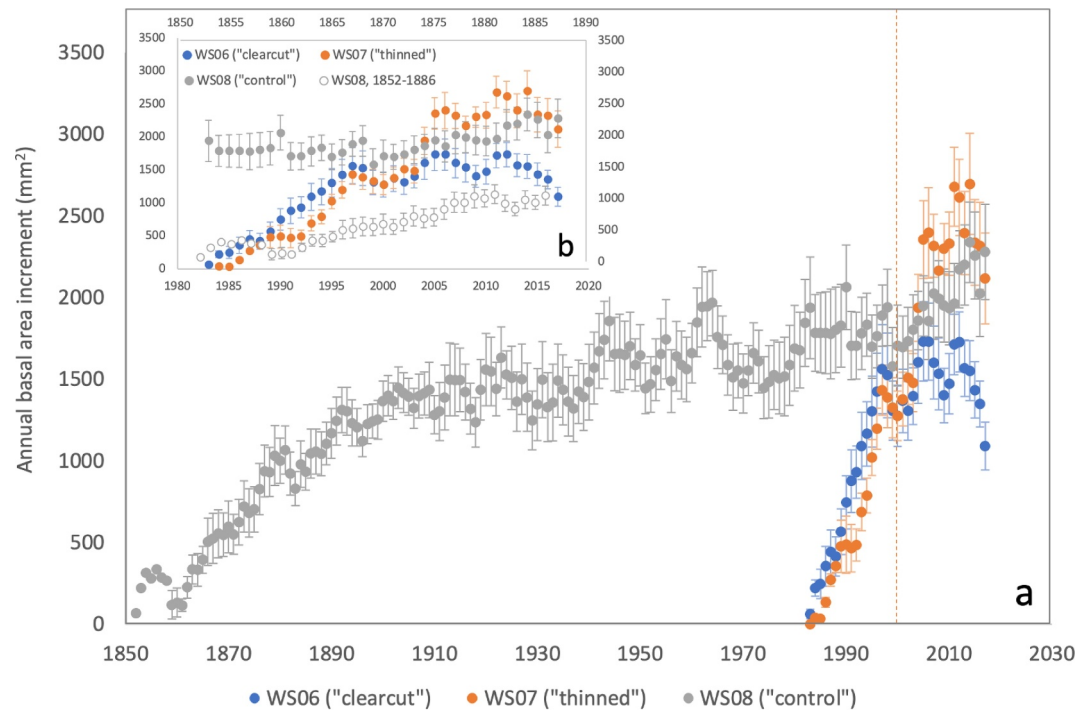 1850 1855 1860 1865 1870 1875 1880 1885 1890
WS06 ("clearcut") WS07 ("thinned")
WS08 ("control") WS08, 1852-1886
3500
3000
2500
2000
1500
1000
500
0
3500
3000
2500
2000
1500
1000
500
0
b
1980 1985 1990 1995 2000 2005 2010 2015 2020
Annual basal area increment (mm²)
3500
3000
2500
2000
1500
1000
500
0
a
1850 1870 1890 1910 1930 1950 1970 1990 2010 2030
WS06 ("clearcut") WS07 ("thinned") WS08 ("control")